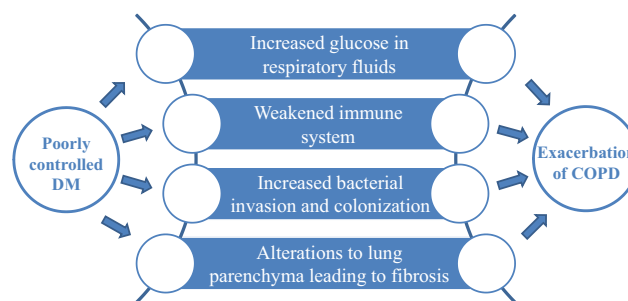 Increased glucose in
respiratory fluids
Weakened immune
system
Poorly
controlled
DM
Exacerbation
of COPD
Increased bacterial
invasion and colonization
Alterations to lung
parenchyma leading to fibrosis